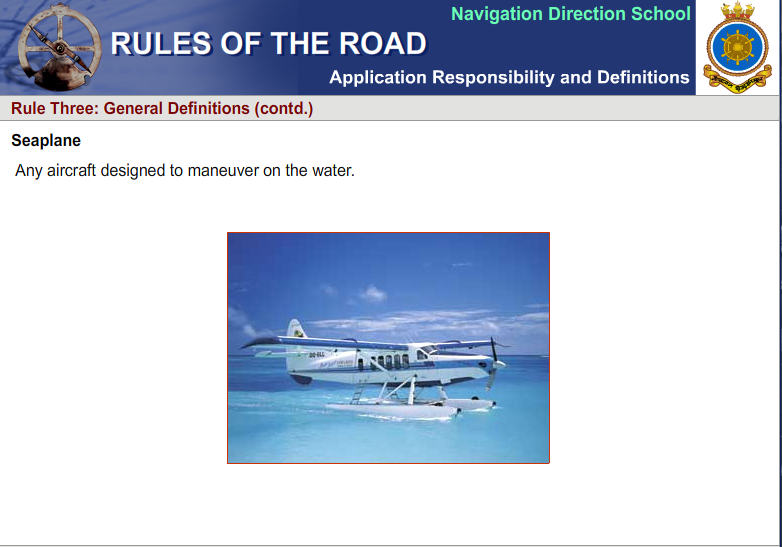 Navigation Direction School
RULES OF THE ROAD
Application Responsibility and Definitions
Rule Three: General Definitions (contd.)
Seaplane
Any aircraft designed to maneuver on the water.